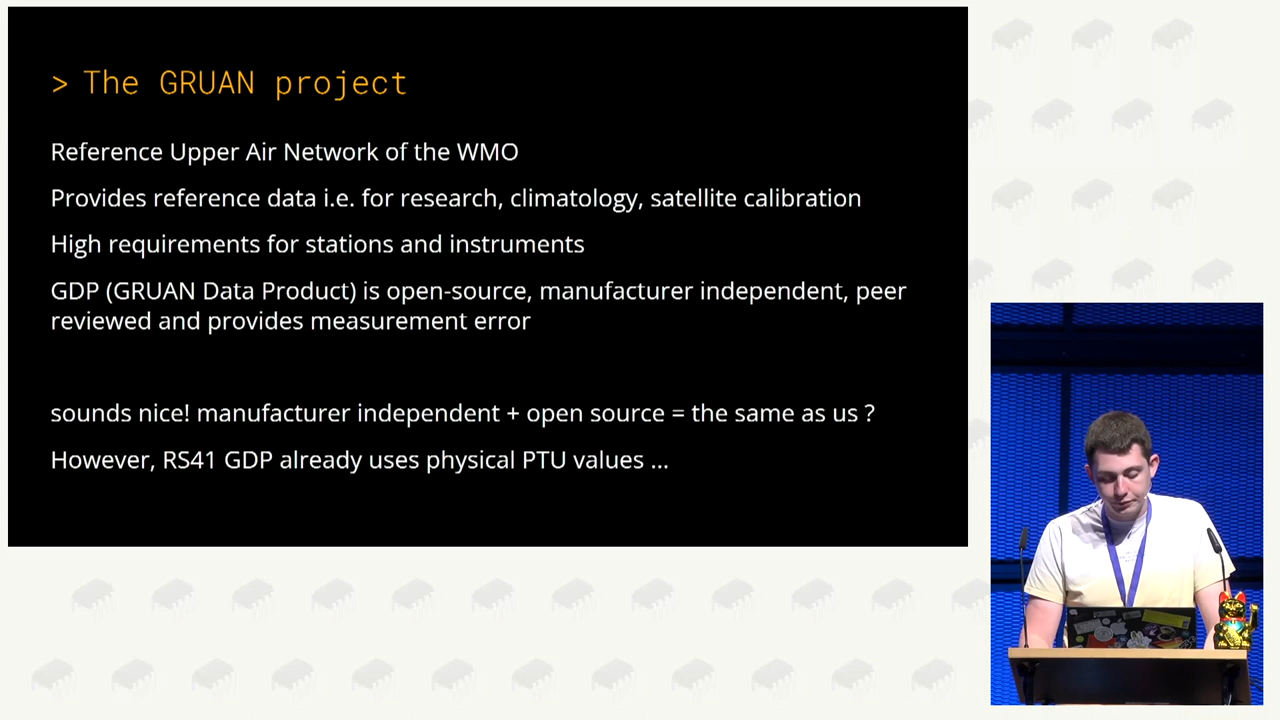 > The GRUAN project
Reference Upper Air Network of the WMO
Provides reference data i.e. for research, climatology, satellite calibration
High requirements for stations and instruments
GDP (GRUAN Data Product) is open-source, manufacturer independent, peer
reviewed and provides measurement error
sounds nice! manufacturer independent + open source = the same as us ?
However, RS41 GDP already uses physical PTU values ...